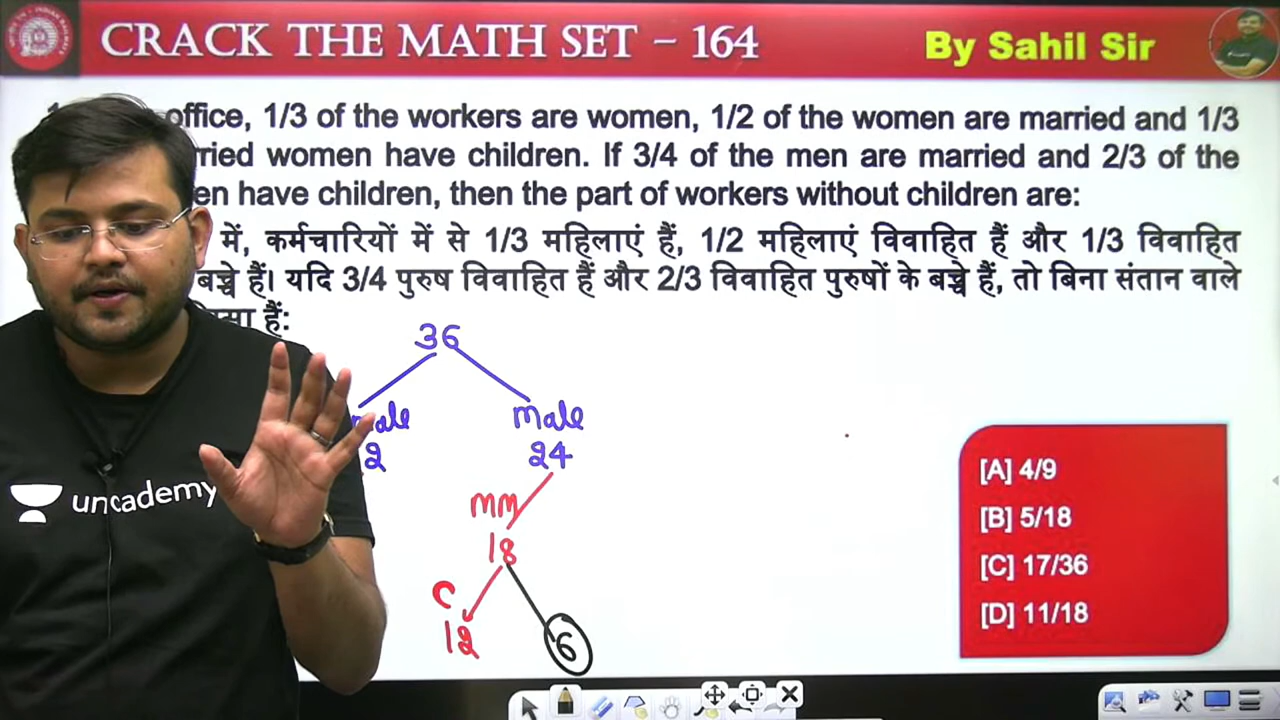 CRACK THE MATH SET – 164
By Sahil Sir
office, 1/3 of the workers are women, 1/2 of the women are married and 1/3
women have children. If 3/4 of the men are married and 2/3 of the
have children, then the part of workers without children are:
में, कर्मचारियों में से 1/3 महिलाएं हैं, 1/2 महिलाएं विवाहित हैं और 1/3 विवाहित
बच्चे हैं। यदि 3/4 पुरुष विवाहित हैं और 2/3 विवाहित पुरुषों के बच्चे हैं, तो बिना संतान वाले
हैं:
36
male
2
male
24
MM
18
C
12
6
[A] 4/9
[B] 5/18
[C] 17/36
[D] 11/18
unacademy